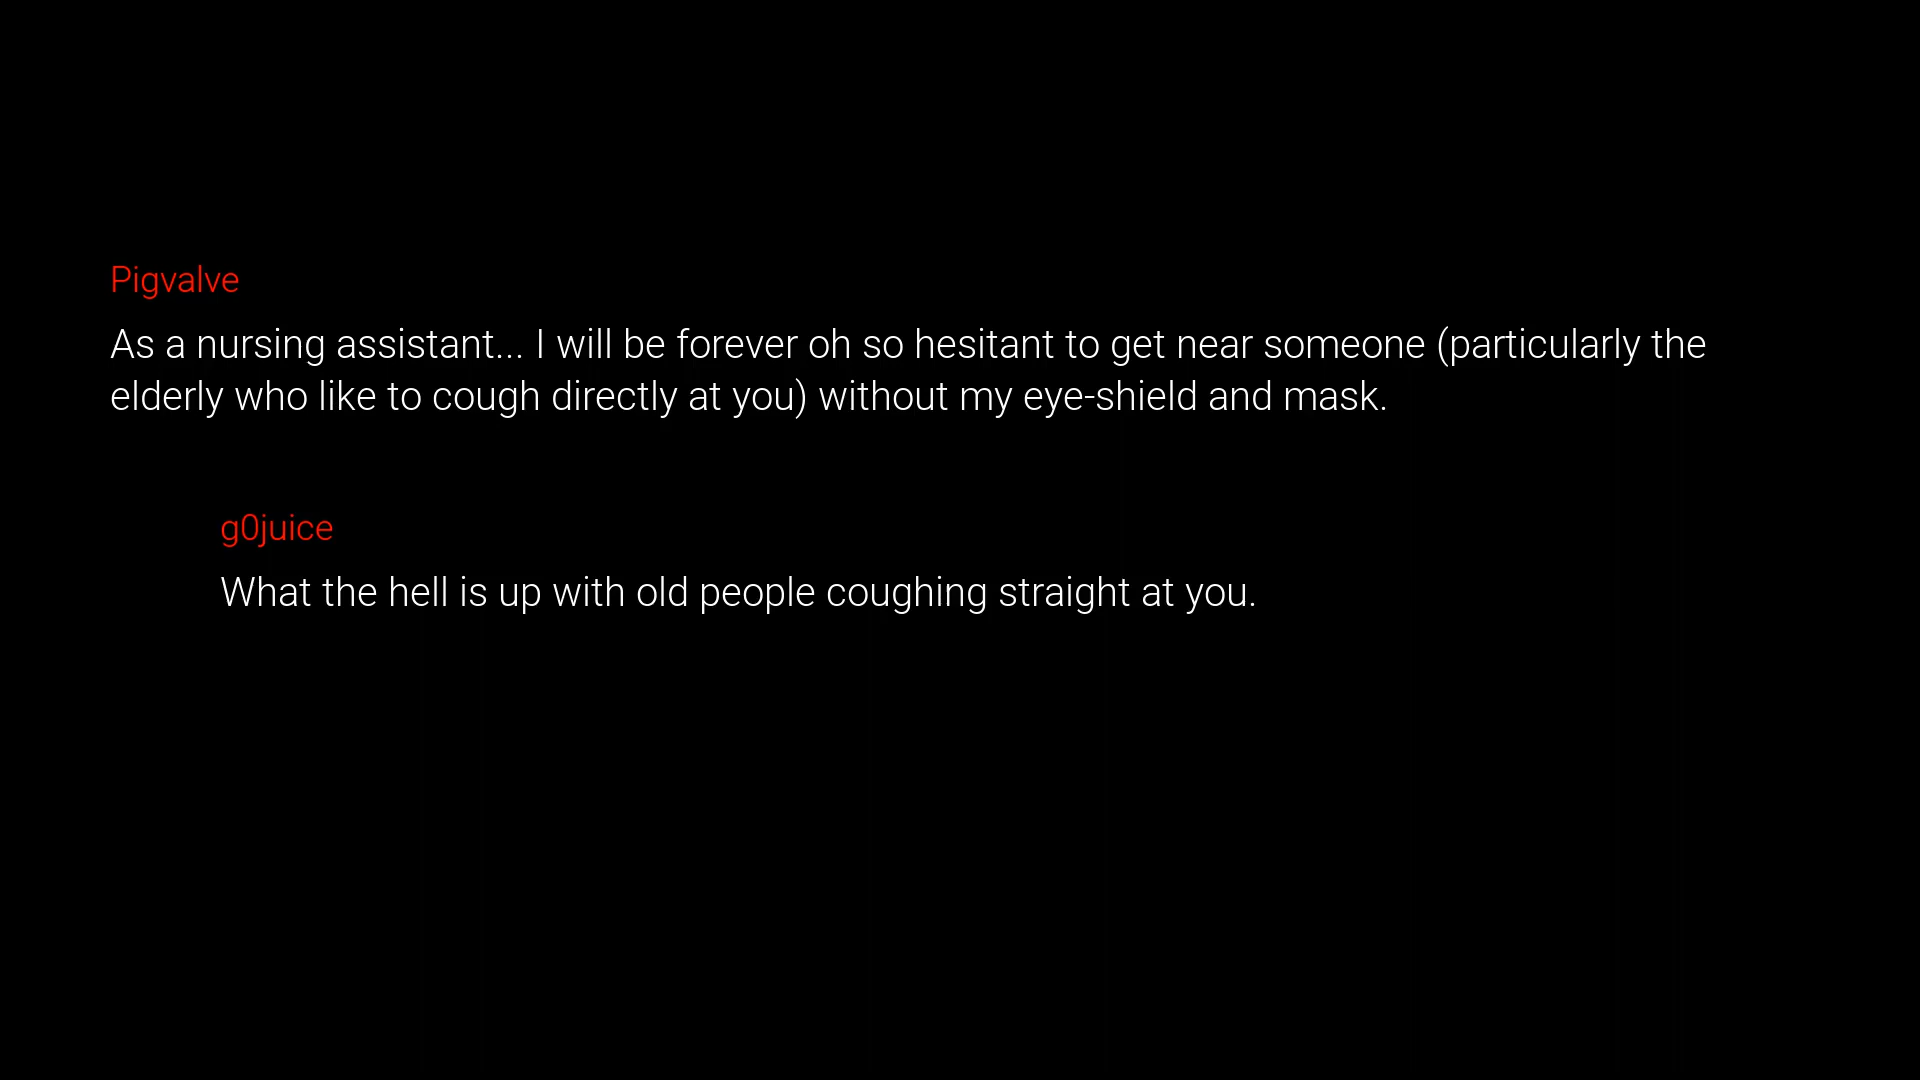 Pigvalve
As a nursing assistant... I will be forever oh so hesitant to get near someone (particularly the
elderly who like to cough directly at you) without my eye-shield and mask.
g0juice
What the hell is up with old people coughing straight at you.